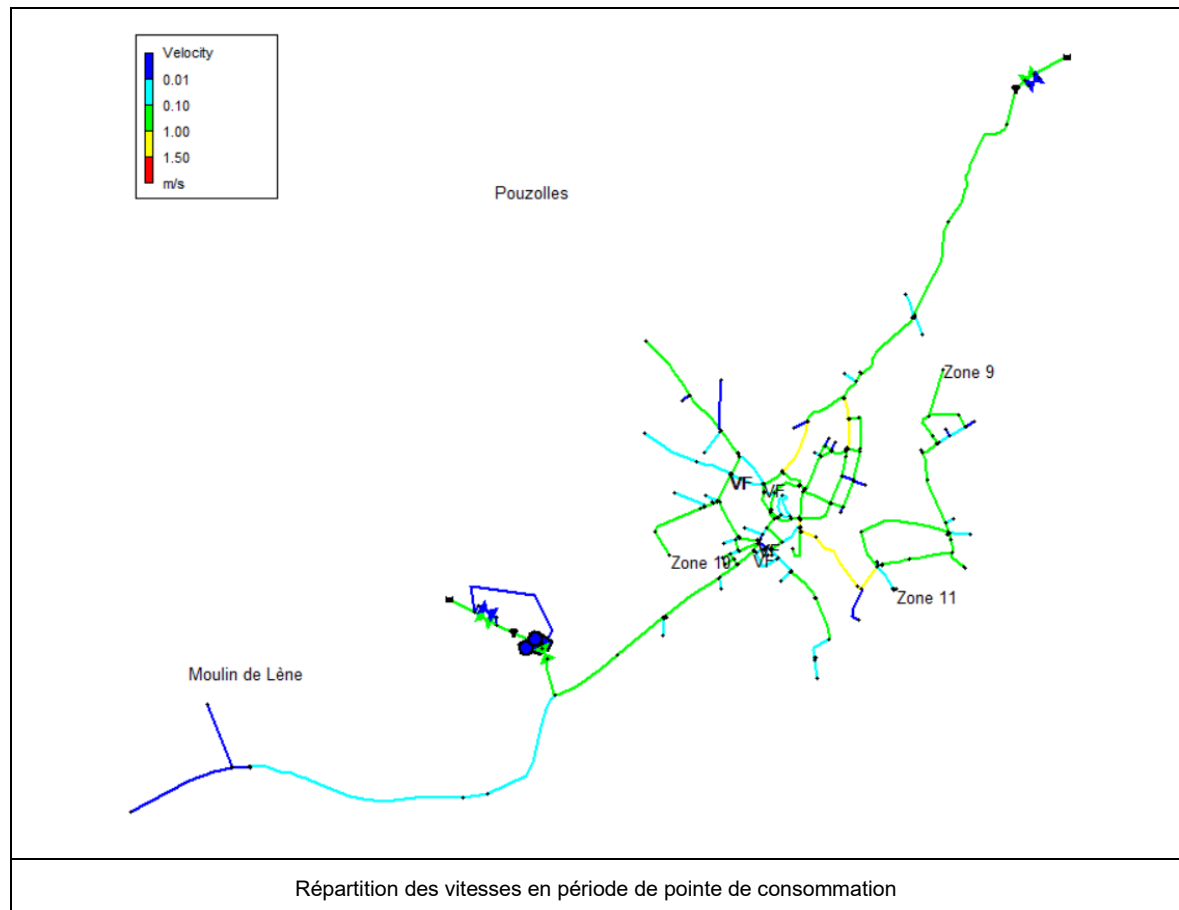 Velocity
0.01
0.10
1.00
1.50
m/s
Pouzolles
Zone 9
VF
VF
Zone 10
VF
VF
Zone 11
Moulin de Lène
Répartition des vitesses en période de pointe de consommation